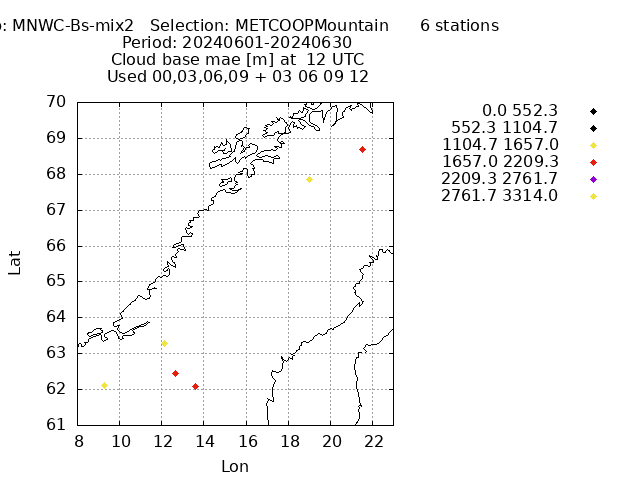 : MNWC-Bs-mix2 Selection: METCOOPMountain 6 stations
Period: 20240601-20240630
Cloud base mae [m] at 12 UTC
Used 00,03,06,09 + 03 06 09 12
0.0 552.3
552.3 1104.7
1104.7 1657.0
1657.0 2209.3
2209.3 2761.7
2761.7 3314.0
70
69
68
67
66
65
64
63
62
61
Lat
8 10 12 14 16 18 20 22
Lon